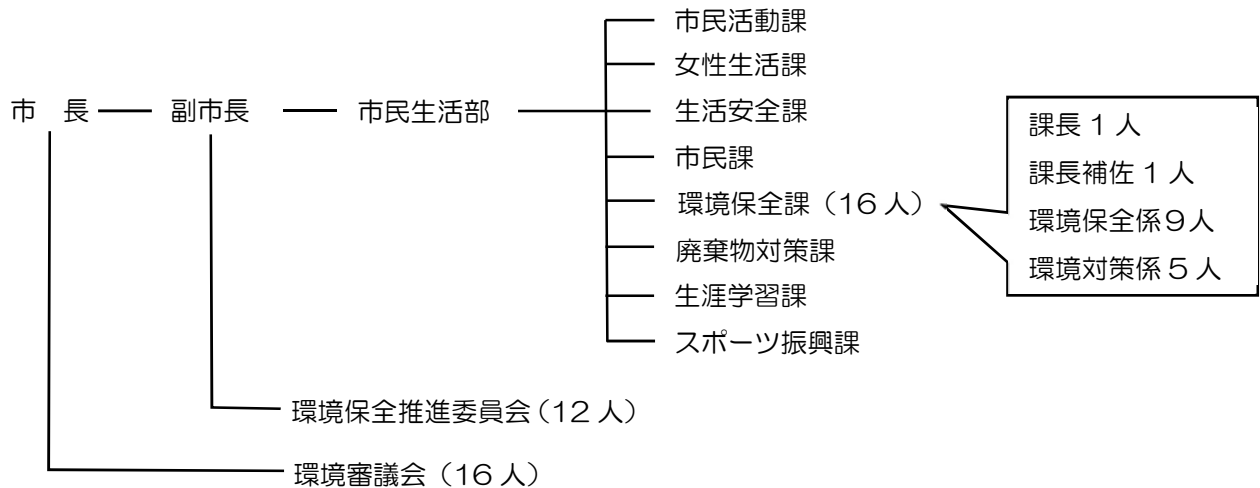 市民活動課
女性生活課
市　長
副市長
市民生活部
生活安全課
市民課
環境保全課（16人）
廃棄物対策課
生涯学習課
スポーツ振興課
課長1人
課長補佐1人
環境保全係9人
環境対策係5人
環境保全推進委員会（12人）
環境審議会（16人）